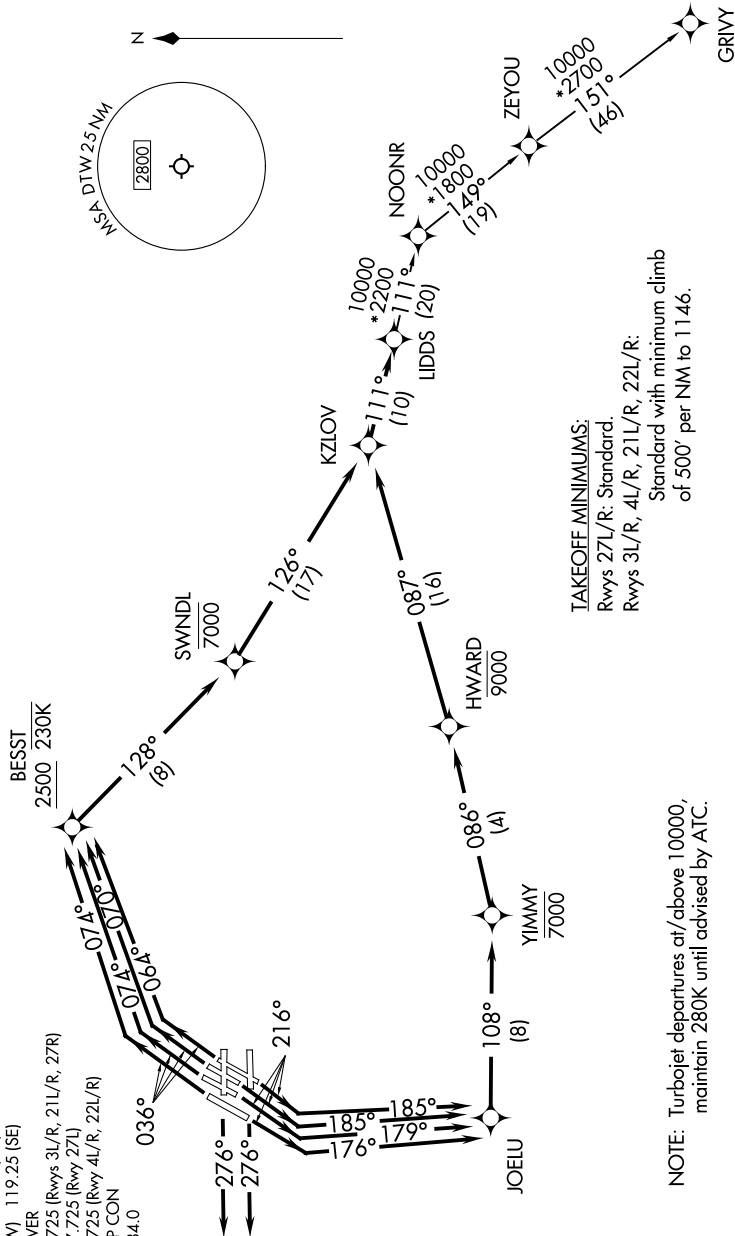 W) 119.25 (SE)
VER
725 (Rwys 3L/R, 21L/R, 27R)
7.725 (Rwy 27L)
725 (Rwy 4L/R, 22L/R)
P CON
34.0
BESST
2500 230K
MSA DTW 25 NM
2800
N
074°
074°
070°
064°
036°
216°
276°
276°
176°
179°
185°
185°
JOELU
108°
(8)
YIMMY
7000
086°
(4)
HWARD
9000
087°
(16)
128°
(8)
SWNDL
7000
126°
(17)
KZLOV
111°
(10)
LIDDS
10000
*2200
111°
(20)
NOONR
10000
*1800
149°
(19)
ZEYOU
10000
*2700
151°
(46)
GRIVY
TAKEOFF MINIMUMS:
Rwys 27L/R: Standard.
Rwys 3L/R, 4L/R, 21L/R, 22L/R:
Standard with minimum climb
of 500' per NM to 1146.
NOTE: Turbojet departures at/above 10000,
maintain 280K until advised by ATC.